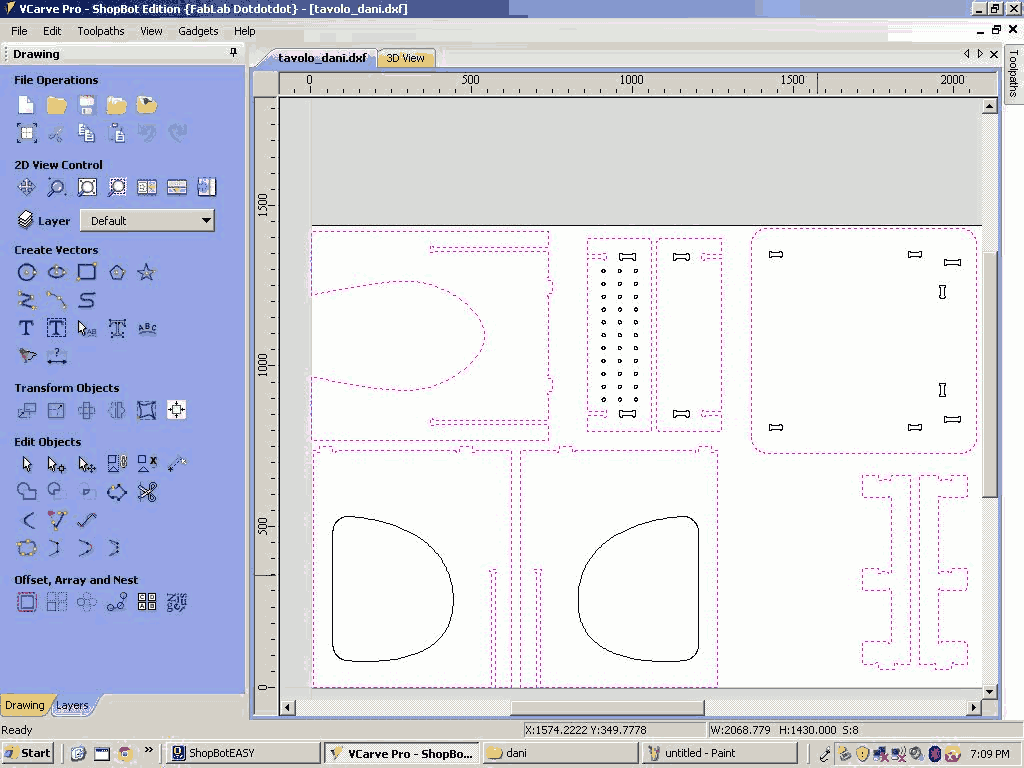 VCarve Pro - ShopBot Edition {FabLab Dotdotdot} - [tavolo_dani.dxf]
File Edit Toolpaths View Gadgets Help
Drawing
tavolo_dani.dxf 3D View
Toolpaths
File Operations
0 500 1000 1500 2000
2D View Control
Layer Default
1500
Create Vectors
1000
Transform Objects
Edit Objects
500
Offset, Array and Nest
0
Drawing Layers
Ready
X:1574.2222 Y:349.7778 W:2068.779 H:1430.000 S:8
Start ShopBotEASY VCarve Pro - ShopBo... dani untitled - Paint 7:09 PM